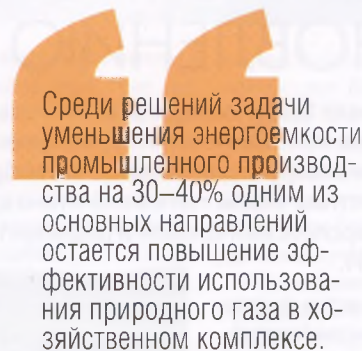 Среди решений задачи
уменьшения энергоемкости
промышленного производ-
ства на 30–40% одним из
основных направлений
остается повышение эф-
фективности использова-
ния природного газа в хо-
зяйственном комплексе.